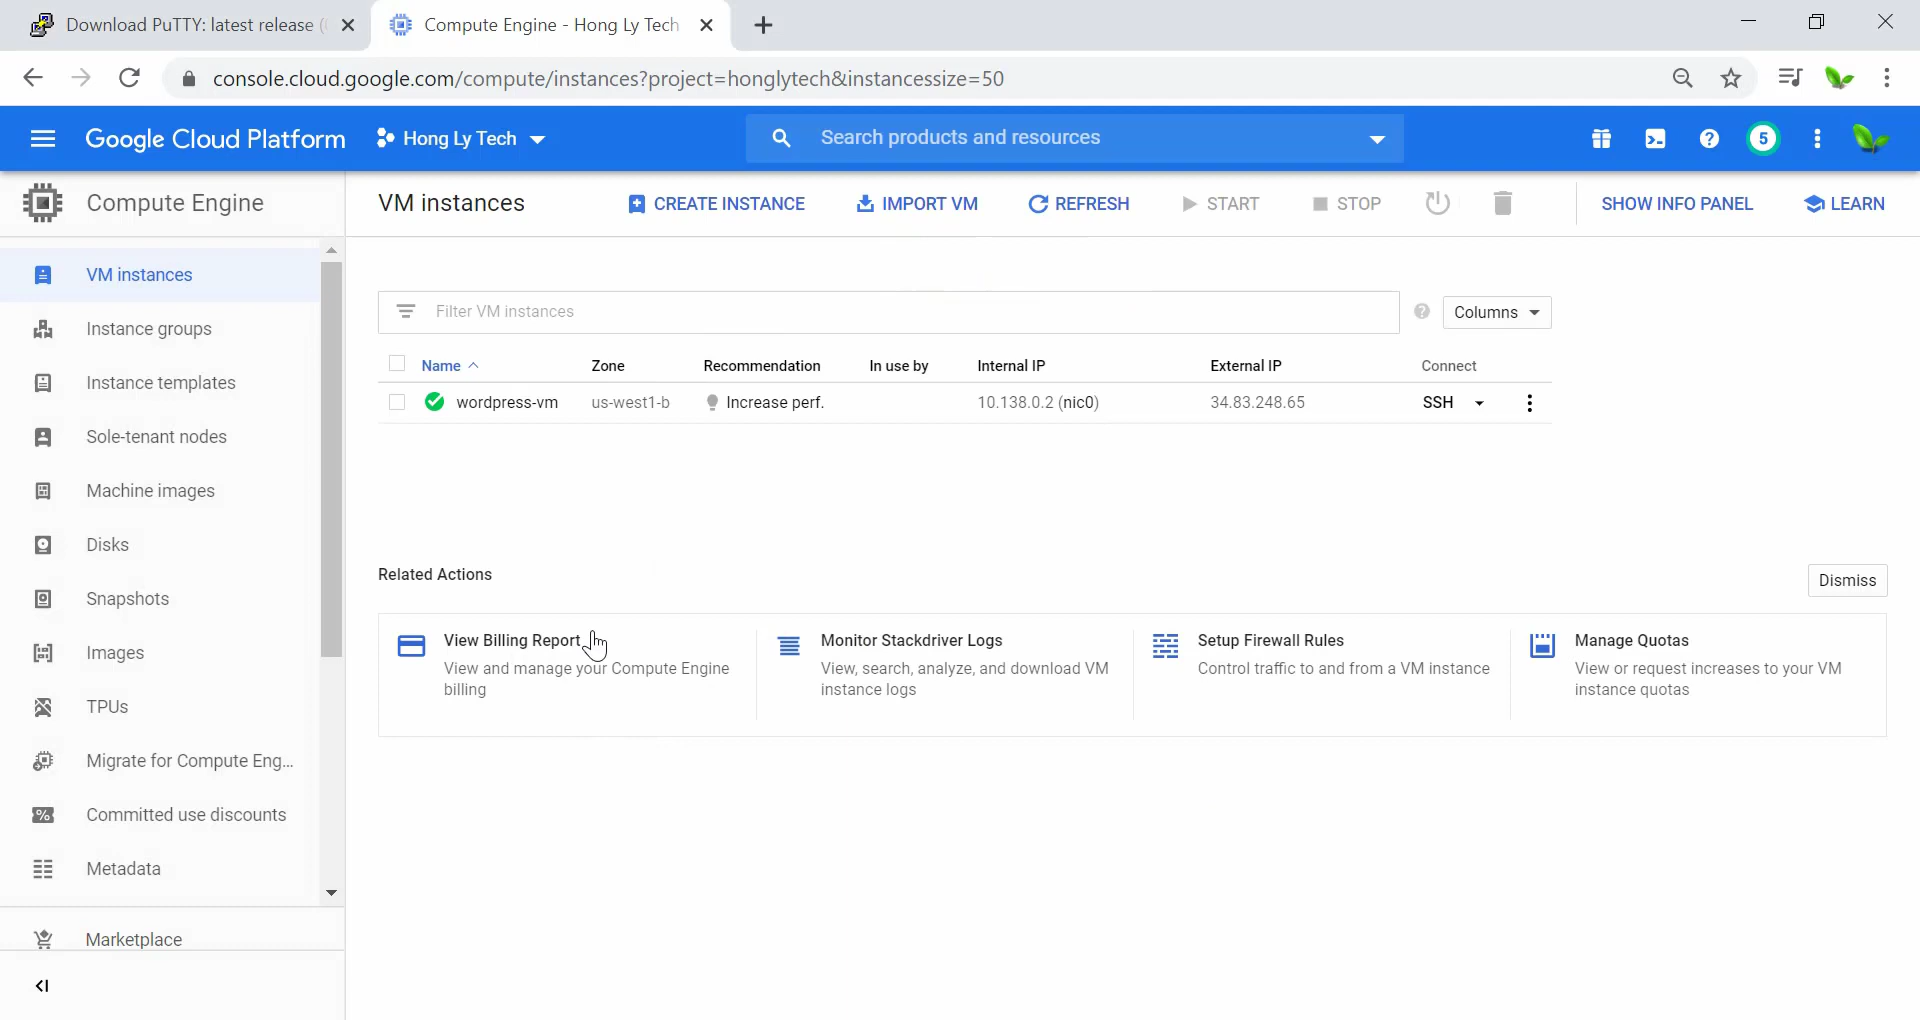 Download PuTTY: latest release (
Compute Engine - Hong Ly Tech
console.cloud.google.com/compute/instances?project=honglytech&instancessize=50
Google Cloud Platform
Hong Ly Tech
Search products and resources
5
Compute Engine
VM instances
CREATE INSTANCE
IMPORT VM
REFRESH
START
STOP
SHOW INFO PANEL
LEARN
VM instances
Instance groups
Instance templates
Sole-tenant nodes
Machine images
Disks
Snapshots
Images
TPUs
Migrate for Compute Eng...
Committed use discounts
Metadata
Marketplace
Filter VM instances
Columns
Name Zone Recommendation In use by Internal IP External IP Connect
wordpress-vm us-west1-b Increase perf. 10.138.0.2 (nic0) 34.83.248.65 SSH
Related Actions
Dismiss
View Billing Report
View and manage your Compute Engine
billing
Monitor Stackdriver Logs
View, search, analyze, and download VM
instance logs
Setup Firewall Rules
Control traffic to and from a VM instance
Manage Quotas
View or request increases to your VM
instance quotas